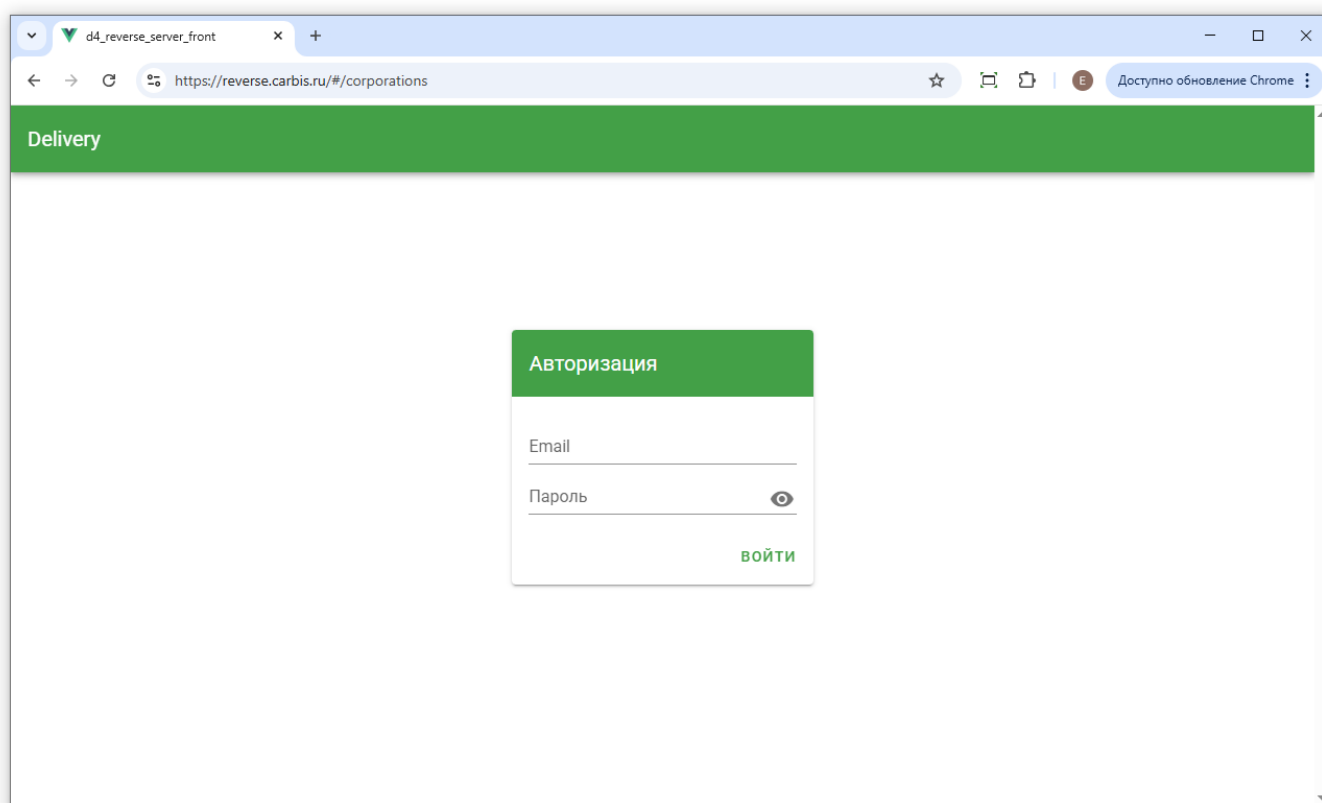 d4_reverse_server_front
https://reverse.carbis.ru/#/corporations
E
Доступно обновление Chrome
Delivery
Авторизация
Email
Пароль
ВОЙТИ